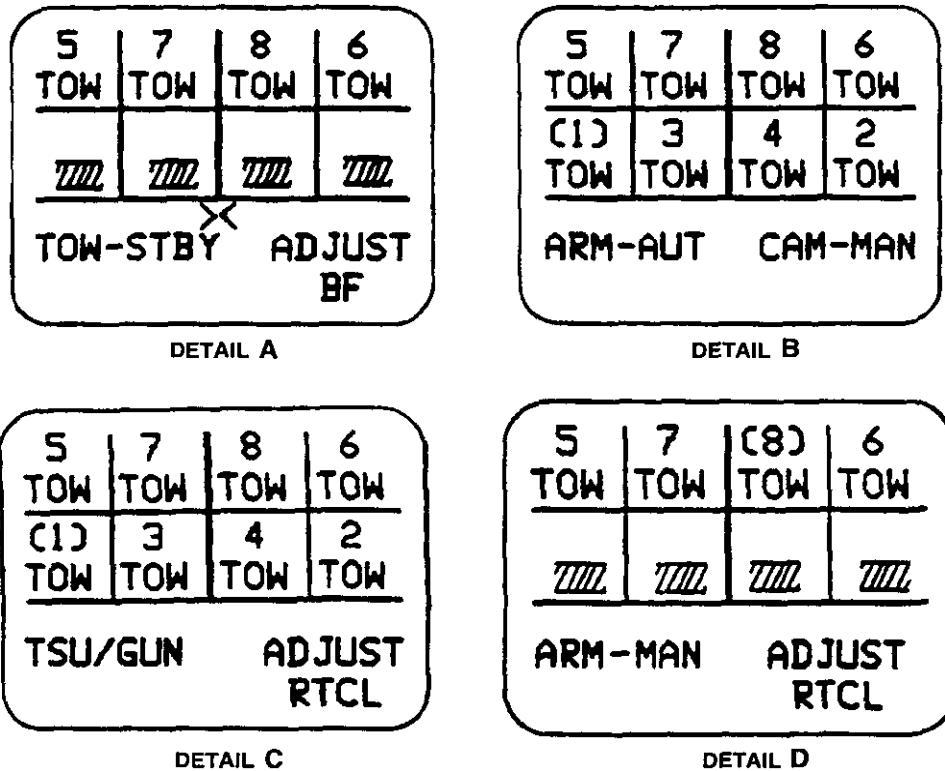 5 7 8 6
TOW TOW TOW TOW
TOW-STBY ADJUST
BF
DETAIL A
5 7 8 6
TOW TOW TOW TOW
(1) 3 4 2
TOW TOW TOW TOW
ARM-AUT CAM-MAN
DETAIL B
5 7 8 6
TOW TOW TOW TOW
(1) 3 4 2
TOW TOW TOW TOW
TSU/GUN ADJUST
RTCL
DETAIL C
5 7 (8) 6
TOW TOW TOW TOW
ARM-MAN ADJUST
RTCL
DETAIL D